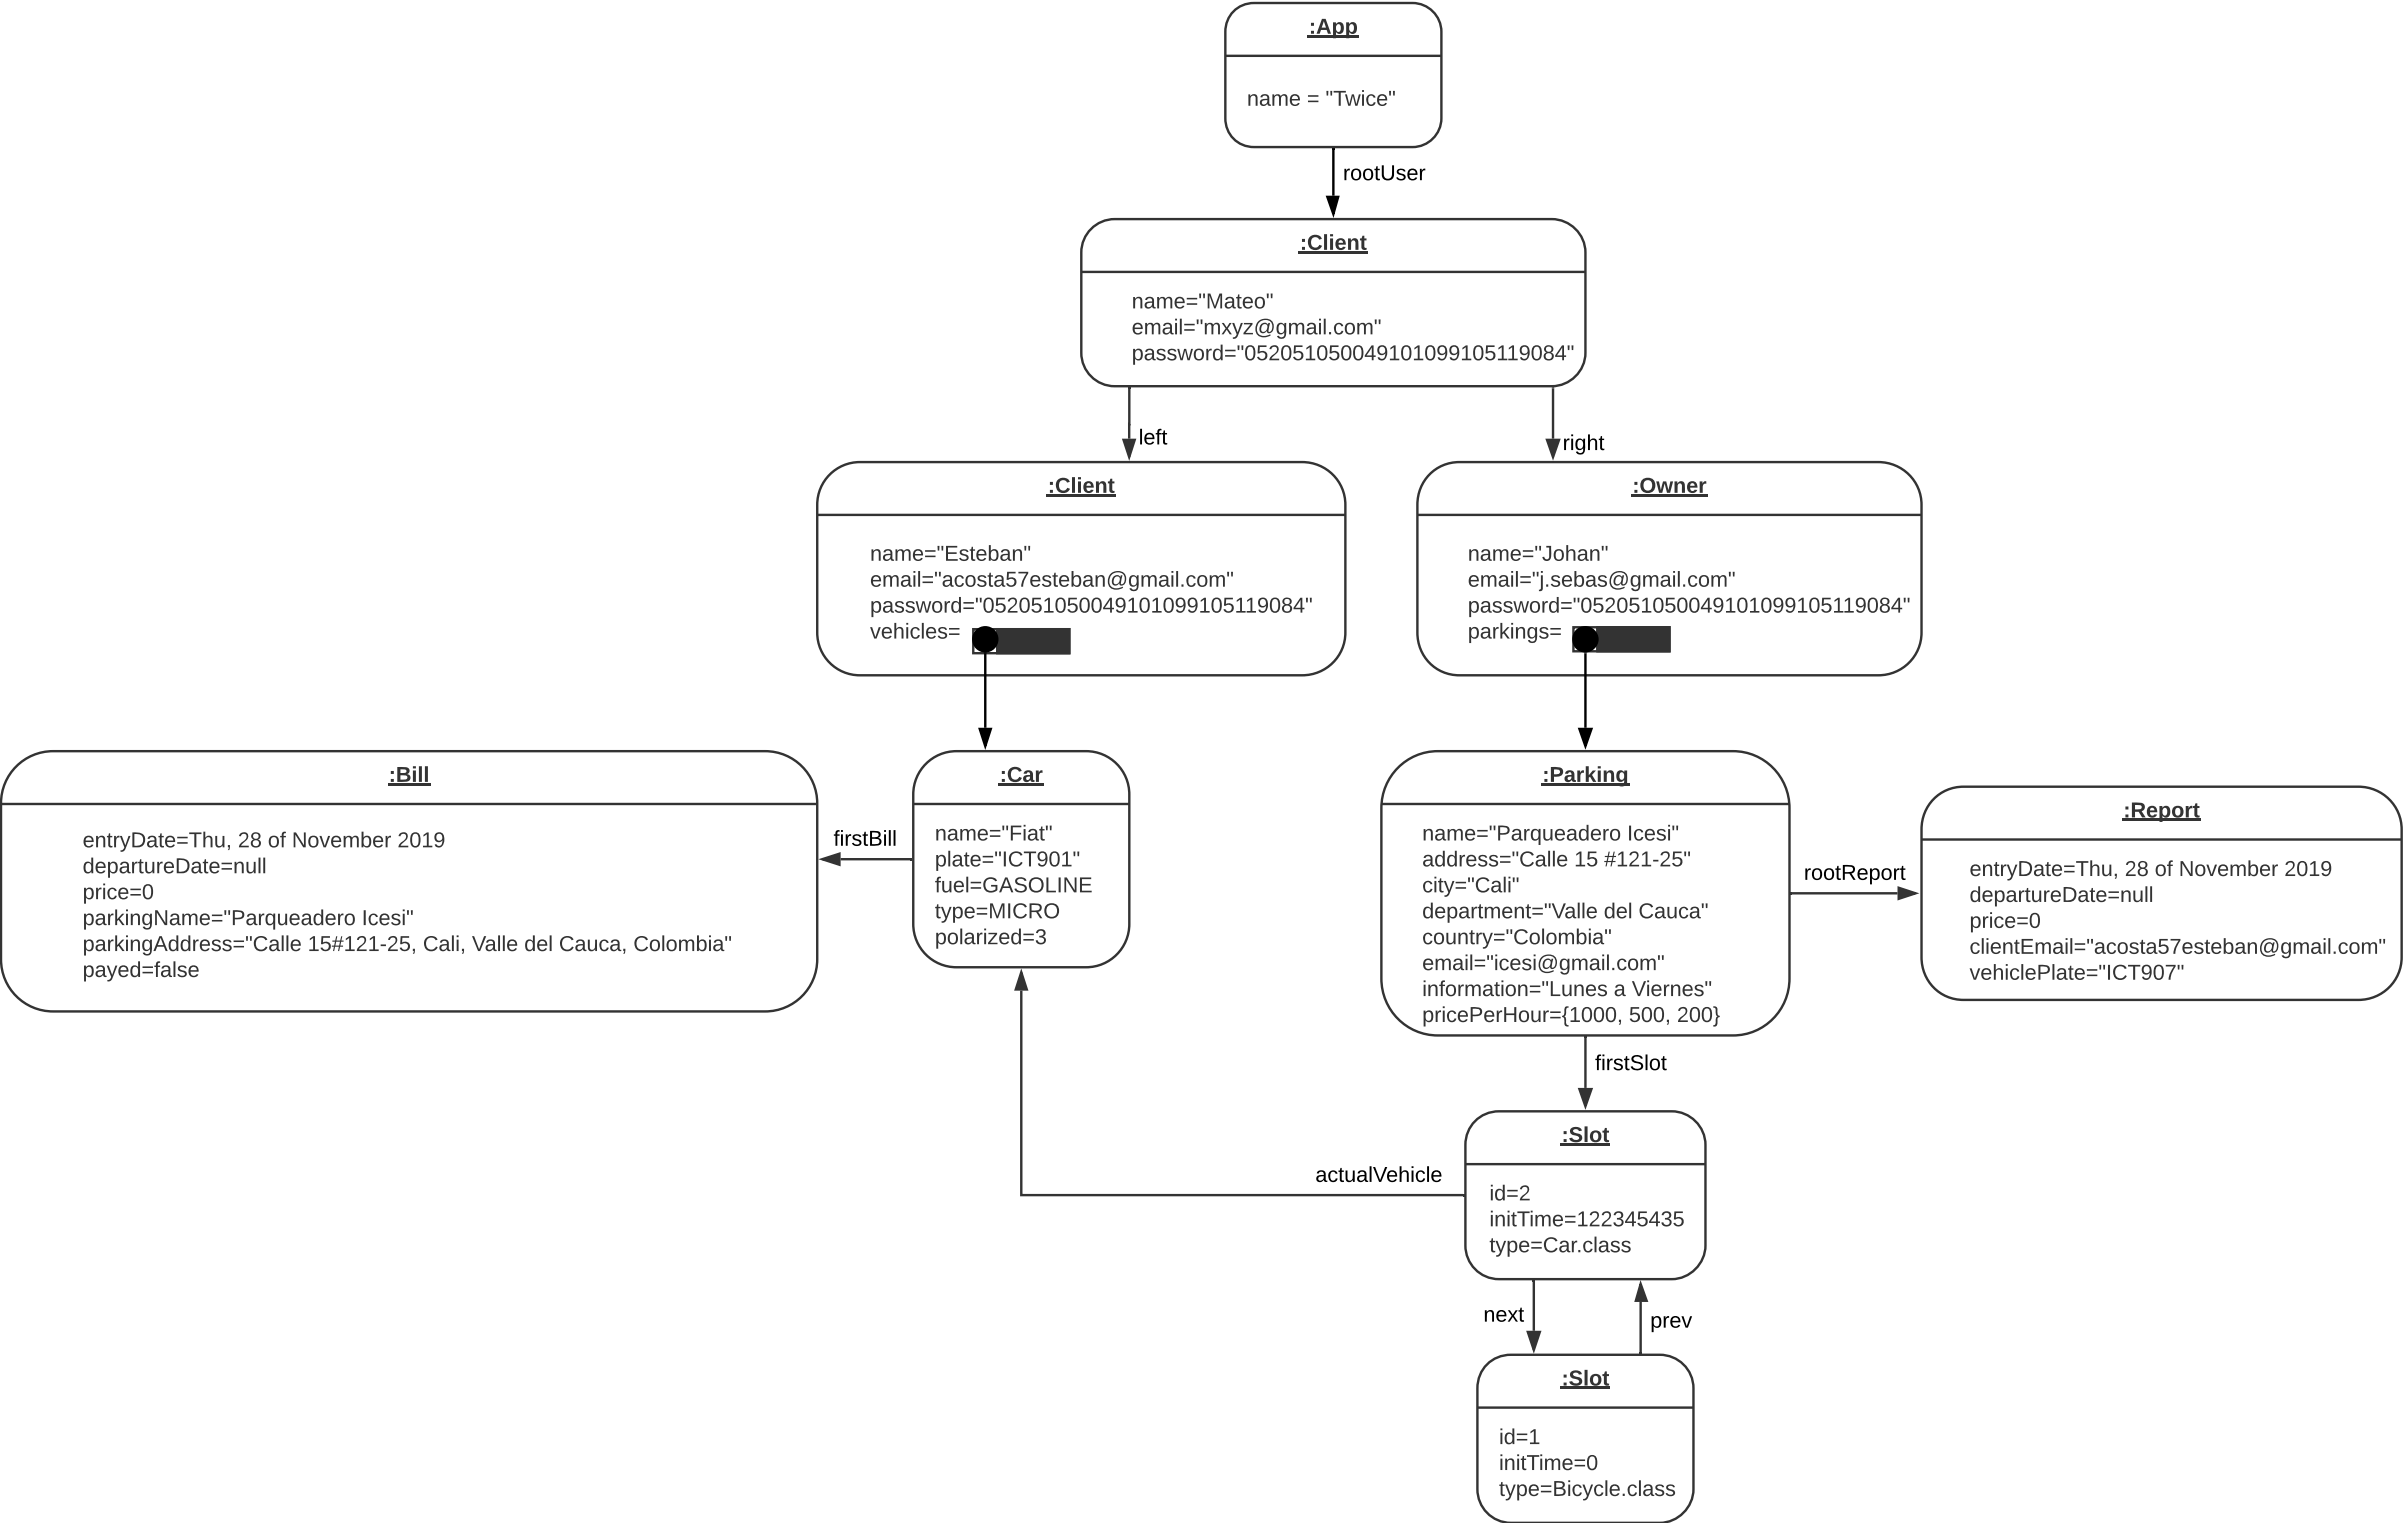 :App
name = "Twice"
rootUser
:Client
name="Mateo"
email="mxyz@gmail.com"
password="052051050049101099105119084"
left
right
:Client
name="Esteban"
email="acosta57esteban@gmail.com"
password="052051050049101099105119084"
vehicles=
:Owner
name="Johan"
email="j.sebas@gmail.com"
password="052051050049101099105119084"
parkings=
:Bill
entryDate=Thu, 28 of November 2019
departureDate=null
price=0
parkingName="Parqueadero Icesi"
parkingAddress="Calle 15#121-25, Cali, Valle del Cauca, Colombia"
payed=false
firstBill
:Car
name="Fiat"
plate="ICT901"
fuel=GASOLINE
type=MICRO
polarized=3
:Parking
name="Parqueadero Icesi"
address="Calle 15 #121-25"
city="Cali"
department="Valle del Cauca"
country="Colombia"
email="icesi@gmail.com"
information="Lunes a Viernes"
pricePerHour={1000, 500, 200}
rootReport
:Report
entryDate=Thu, 28 of November 2019
departureDate=null
price=0
clientEmail="acosta57esteban@gmail.com"
vehiclePlate="ICT907"
firstSlot
actualVehicle
:Slot
id=2
initTime=122345435
type=Car.class
next
prev
:Slot
id=1
initTime=0
type=Bicycle.class